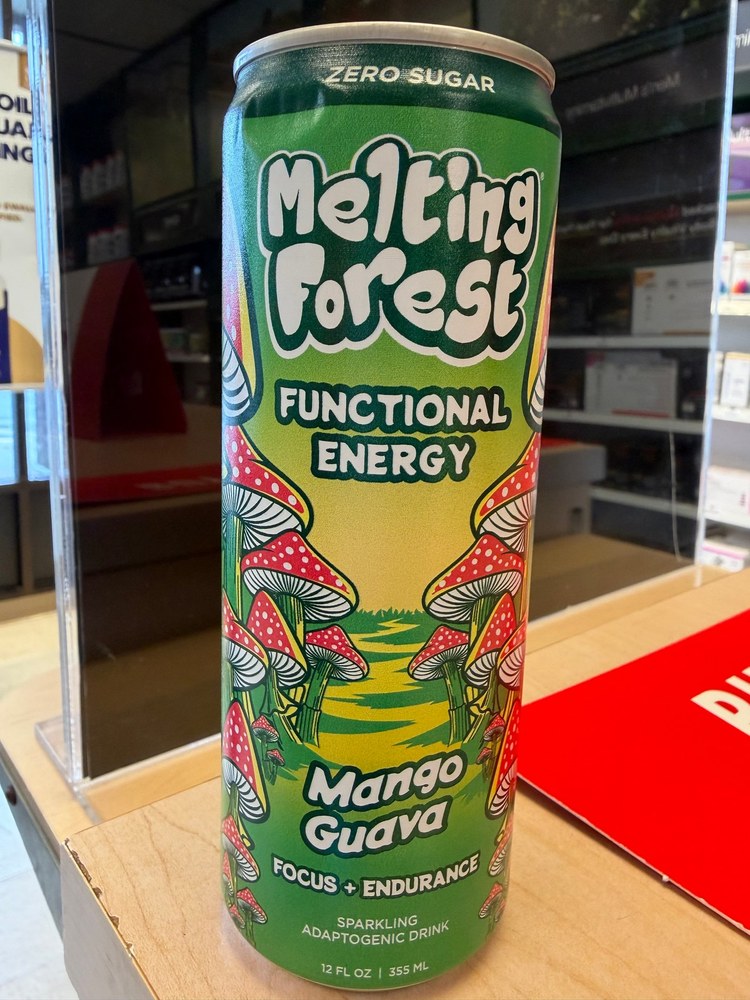 ZERO SUGAR
Melting
Forest
FUNCTIONAL
ENERGY
Mango
Guava
FOCUS + ENDURANCE
SPARKLING
ADAPTOGENIC DRINK
12 FL OZ | 355 ML